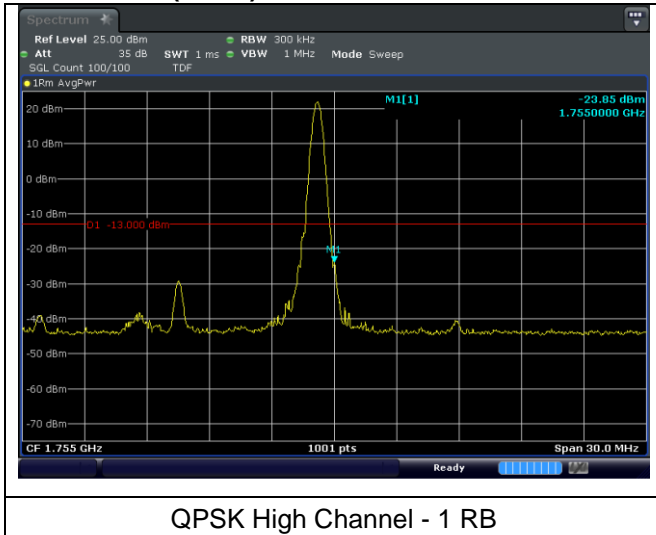 Spectrum
Ref Level 25.00 dBm RBW 300 kHz
Att 35 dB SWT 1 ms VBW 1 MHz Mode Sweep
SGL Count 100/100 TDF
1Rm AvgPwr
M1[1] -23.85 dBm
1.7550000 GHz
20 dBm
10 dBm
0 dBm
-10 dBm
D1 -13.000 dBm
-20 dBm
M1
-30 dBm
-40 dBm
-50 dBm
-60 dBm
-70 dBm
CF 1.755 GHz 1001 pts Span 30.0 MHz
Ready
QPSK High Channel - 1 RB